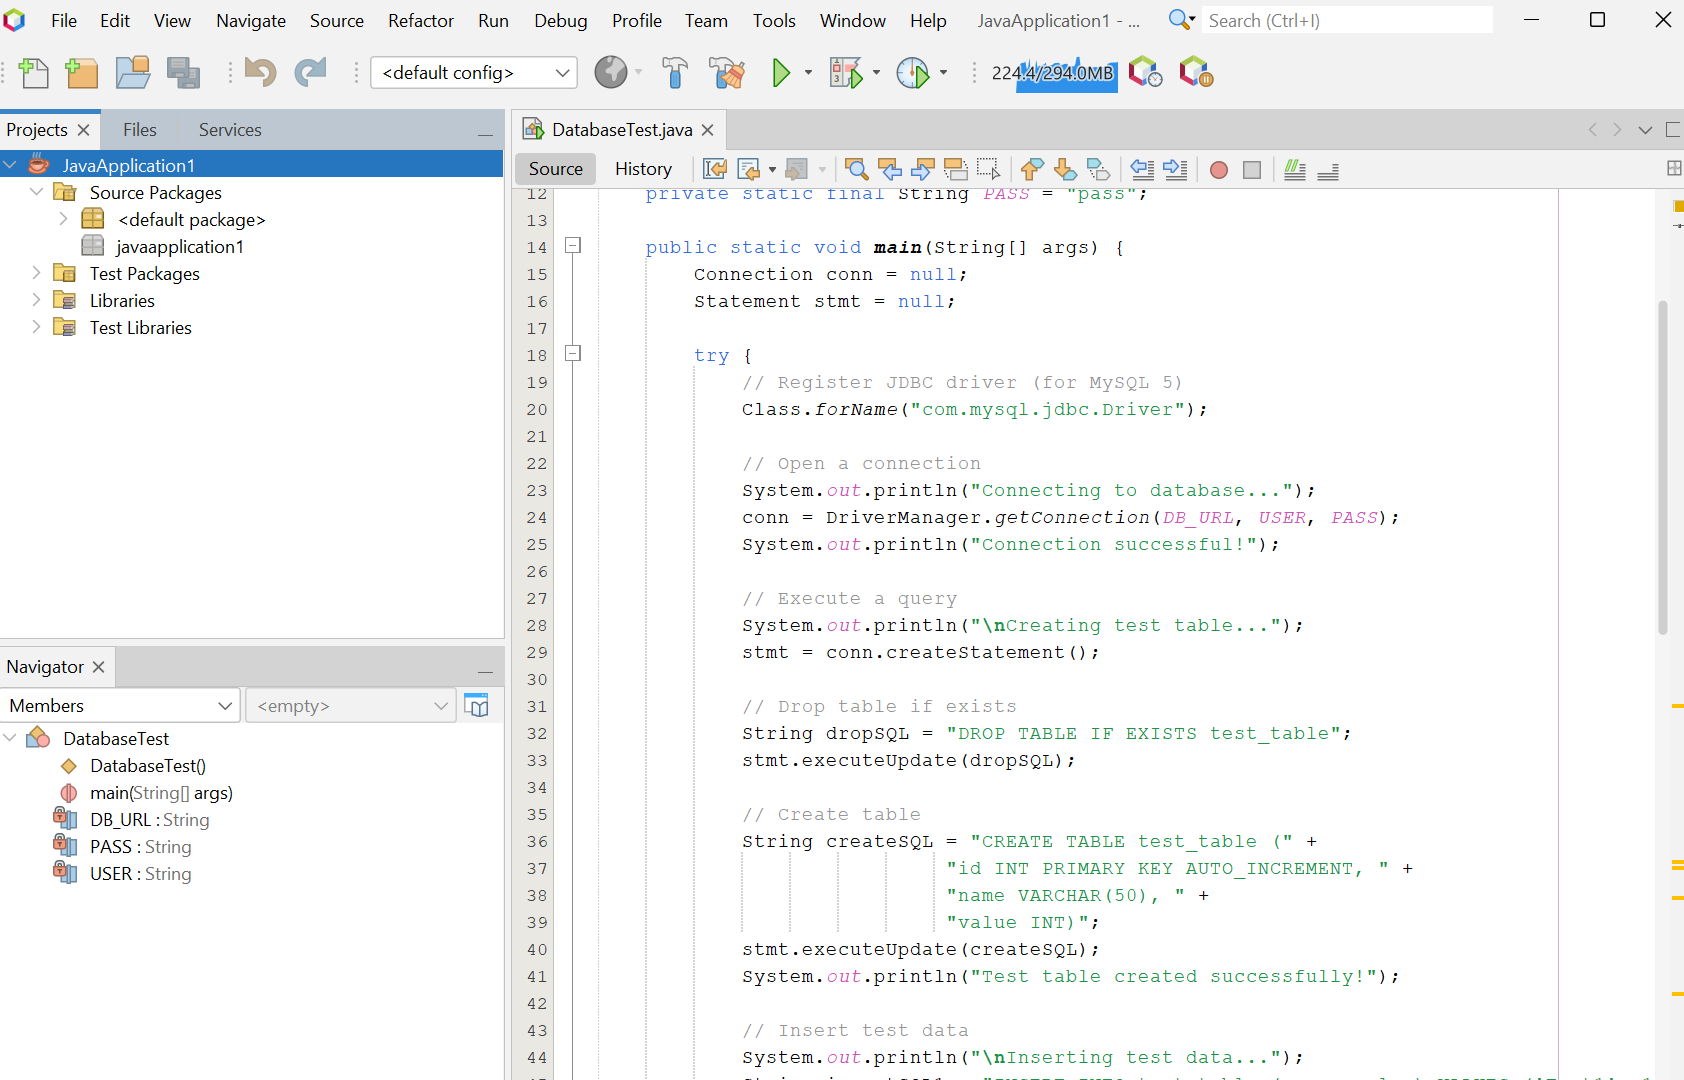 File Edit View Navigate Source Refactor Run Debug Profile Team Tools Window Help JavaApplication1 - ... Search (Ctrl+I)
<default config> 224.4/294.0MB
Projects Files Services
JavaApplication1
Source Packages
<default package>
javaapplication1
Test Packages
Libraries
Test Libraries
Navigator
Members <empty>
DatabaseTest
DatabaseTest()
main(String[] args)
DB_URL : String
PASS : String
USER : String
DatabaseTest.java
Source History
12 private static final String PASS = "pass";
13
14 public static void main(String[] args) {
15 Connection conn = null;
16 Statement stmt = null;
17
18 try {
19 // Register JDBC driver (for MySQL 5)
20 Class.forName("com.mysql.jdbc.Driver");
21
22 // Open a connection
23 System.out.println("Connecting to database...");
24 conn = DriverManager.getConnection(DB_URL, USER, PASS);
25 System.out.println("Connection successful!");
26
27 // Execute a query
28 System.out.println("\nCreating test table...");
29 stmt = conn.createStatement();
30
31 // Drop table if exists
32 String dropSQL = "DROP TABLE IF EXISTS test_table";
33 stmt.executeUpdate(dropSQL);
34
35 // Create table
36 String createSQL = "CREATE TABLE test_table (" +
37 "id INT PRIMARY KEY AUTO_INCREMENT, " +
38 "name VARCHAR(50), " +
39 "value INT)";
40 stmt.executeUpdate(createSQL);
41 System.out.println("Test table created successfully!");
42
43 // Insert test data
44 System.out.println("\nInserting test data...");